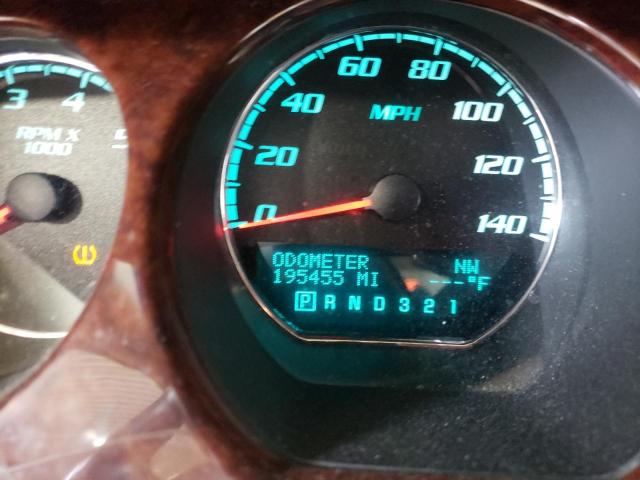 3 4
RPM X
1000
0 20 40 60 80 100 120 140
MPH
ODOMETER NW
195455 MI ---°F
P R N D 3 2 1